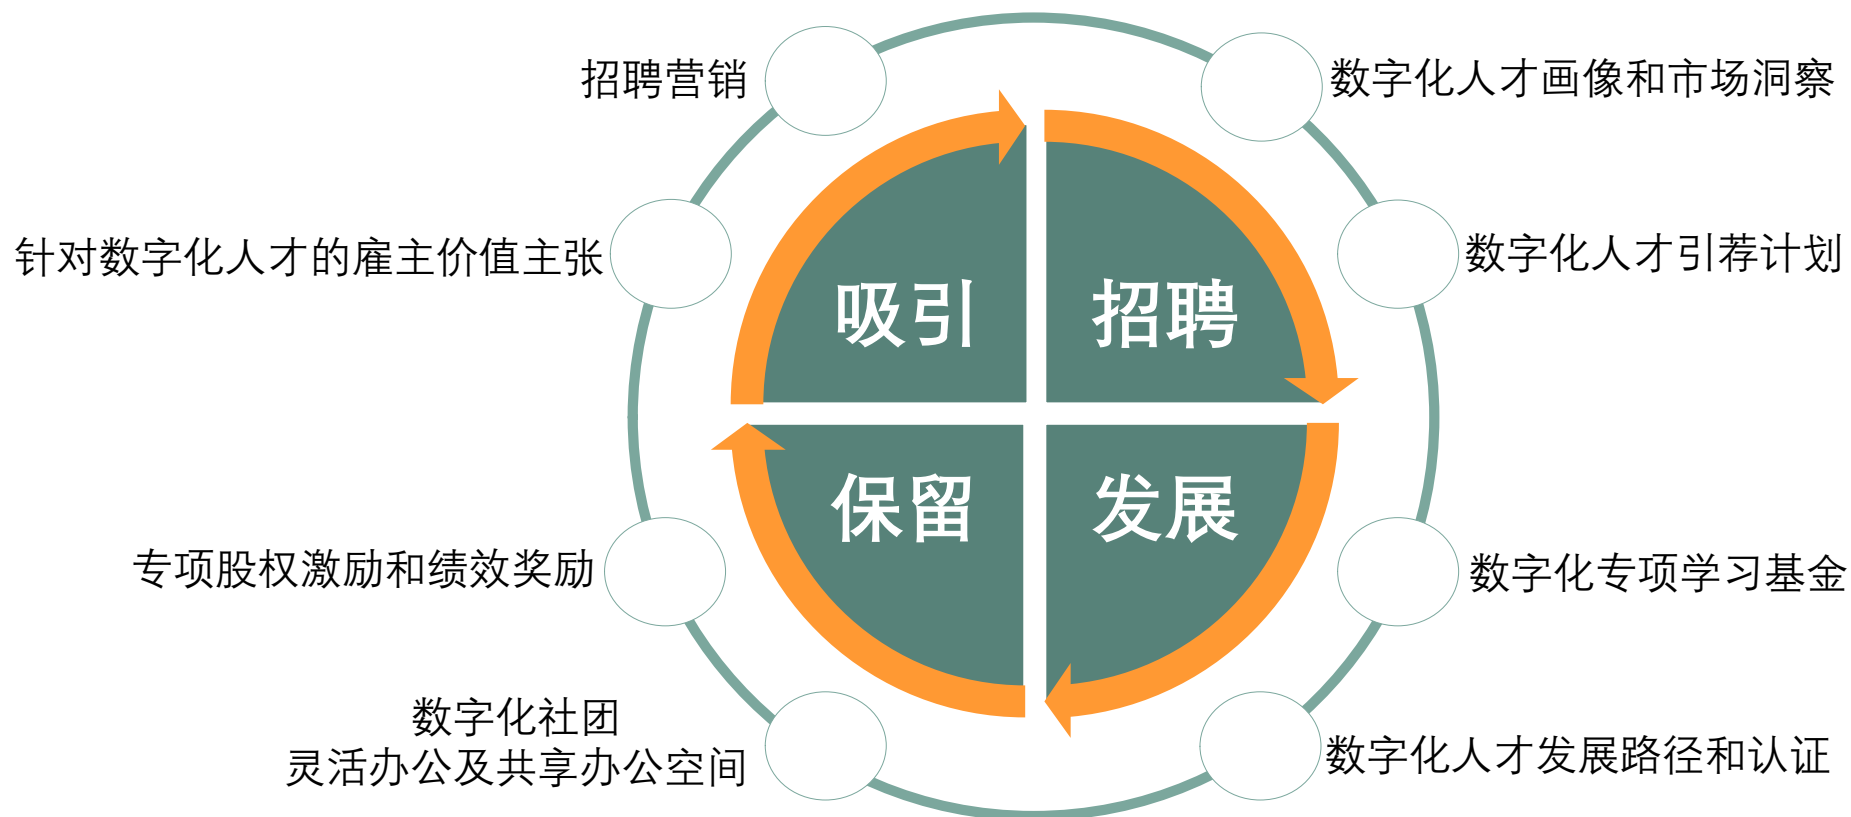 招聘营销
数字化人才画像和市场洞察
针对数字化人才的雇主价值主张
数字化人才引荐计划
吸引
招聘
保留
发展
专项股权激励和绩效奖励
数字化专项学习基金
数字化社团
灵活办公及共享办公空间
数字化人才发展路径和认证